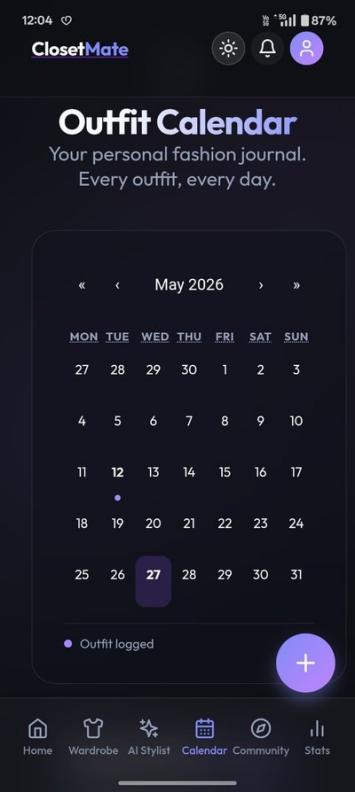 12:04 87%
ClosetMate
Outfit Calendar
Your personal fashion journal.
Every outfit, every day.
« ‹ May 2026 › »
MON TUE WED THU FRI SAT SUN
27 28 29 30 1 2 3
4 5 6 7 8 9 10
11 12 13 14 15 16 17
18 19 20 21 22 23 24
25 26 27 28 29 30 31
Outfit logged
+
Home Wardrobe AI Stylist Calendar Community Stats